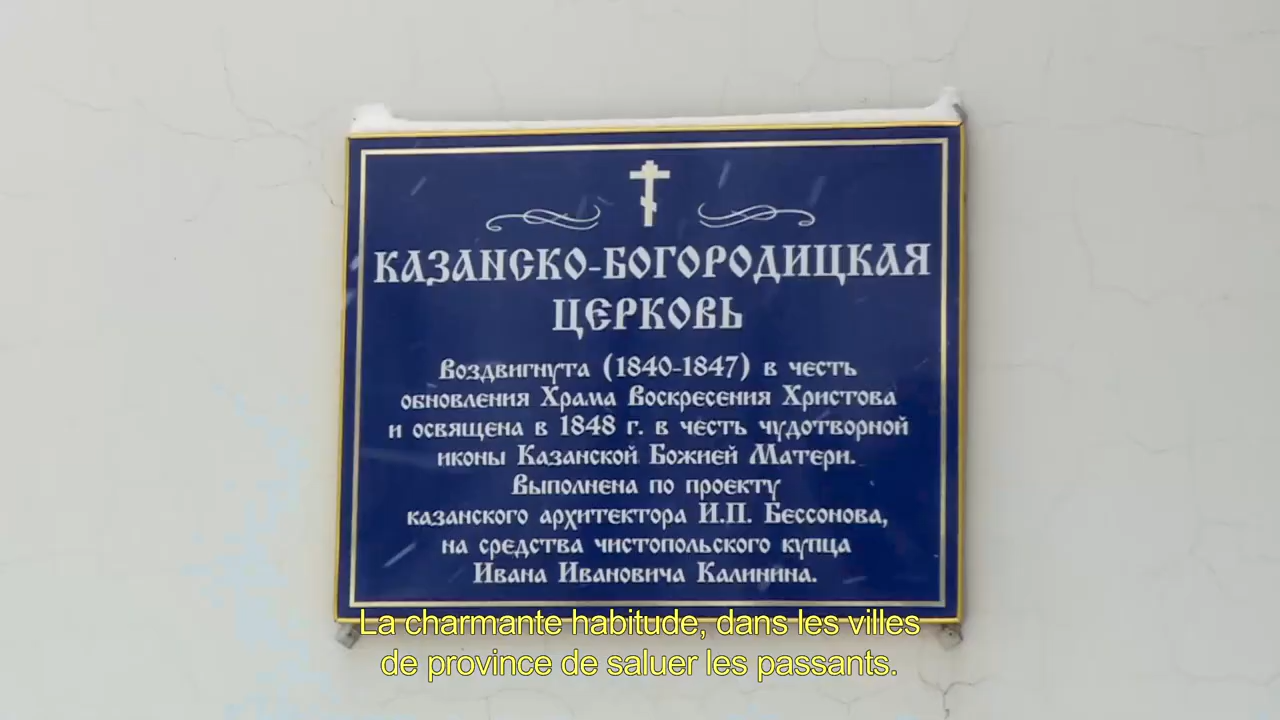 КАЗАНСКО-БОГОРОДИЦКАЯ
ЦЕРКОВЬ
Воздвигнута (1840-1847) в честь
обновления Храма Воскресения Христова
и освящена в 1848 г. в честь чудотворной
иконы Казанской Божией Матери.
Выполнена по проекту
казанского архитектора И.П. Бессонова,
на средства чистопольского купца
Ивана Ивановича Калинина.
La charmante habitude, dans les villes
de province de saluer les passants.